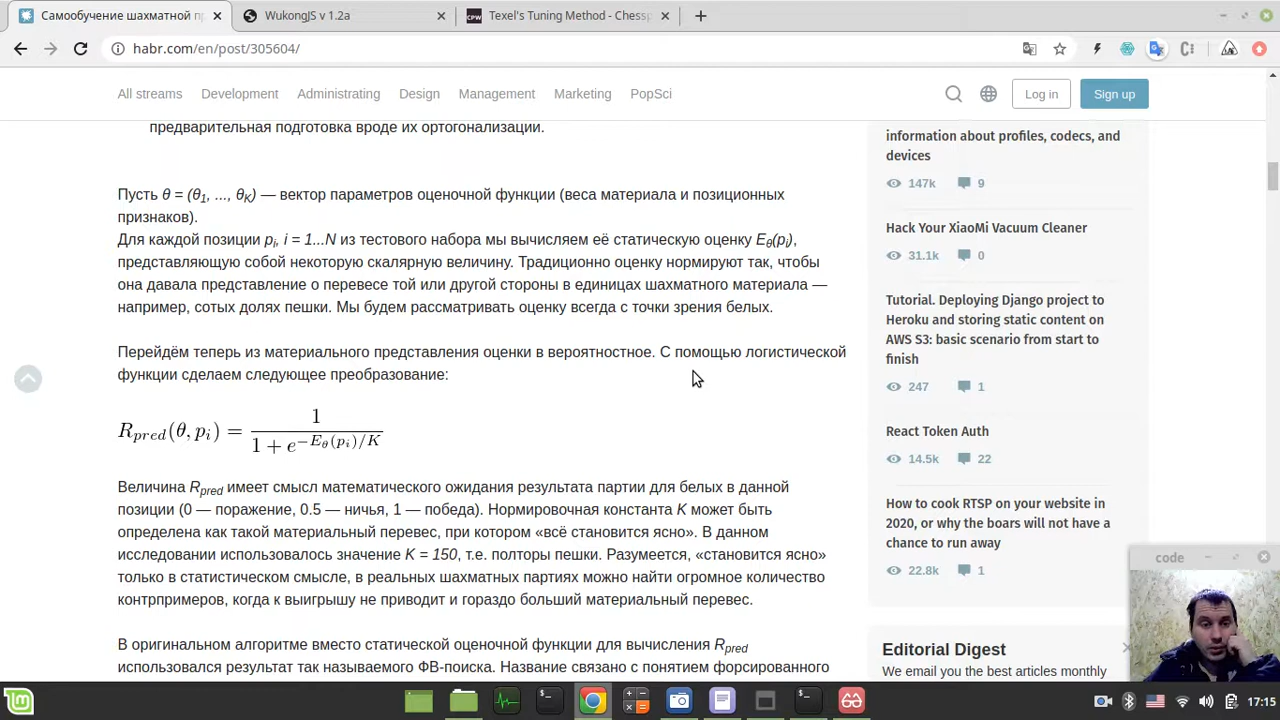 Самообучение шахматной п
WukongJS v 1.2a
CPW
Texel's Tuning Method - Chessp
habr.com/en/post/305604/
All streams Development Administrating Design Management Marketing PopSci
Log in
Sign up
предварительная подготовка вроде их ортогонализации.
Пусть θ = (θ1, ..., θK) — вектор параметров оценочной функции (веса материала и позиционных
признаков).
Для каждой позиции pi, i = 1...N из тестового набора мы вычисляем её статическую оценку Eθ(pi),
представляющую собой некоторую скалярную величину. Традиционно оценку нормируют так, чтобы
она давала представление о перевесе той или другой стороны в единицах шахматного материала —
например, сотых долях пешки. Мы будем рассматривать оценку всегда с точки зрения белых.
Перейдём теперь из материального представления оценки в вероятностное. С помощью логистической
функции сделаем следующее преобразование:
Rpred(θ, pi) = 1 / (1 + e^(−Eθ(pi)/K))
Величина Rpred имеет смысл математического ожидания результата партии для белых в данной
позиции (0 — поражение, 0.5 — ничья, 1 — победа). Нормировочная константа K может быть
определена как такой материальный перевес, при котором «всё становится ясно». В данном
исследовании использовалось значение K = 150, т.е. полторы пешки. Разумеется, «становится ясно»
только в статистическом смысле, в реальных шахматных партиях можно найти огромное количество
контрпримеров, когда к выигрышу не приводит и гораздо больший материальный перевес.
В оригинальном алгоритме вместо статической оценочной функции для вычисления Rpred
использовался результат так называемого ФВ-поиска. Название связано с понятием форсированного
information about profiles, codecs, and
devices
147k 9
Hack Your XiaoMi Vacuum Cleaner
31.1k 0
Tutorial. Deploying Django project to
Heroku and storing static content on
AWS S3: basic scenario from start to
finish
247 1
React Token Auth
14.5k 22
How to cook RTSP on your website in
2020, or why the boars will not have a
chance to run away
22.8k 1
Editorial Digest
We email you the best articles monthly
code
17:15